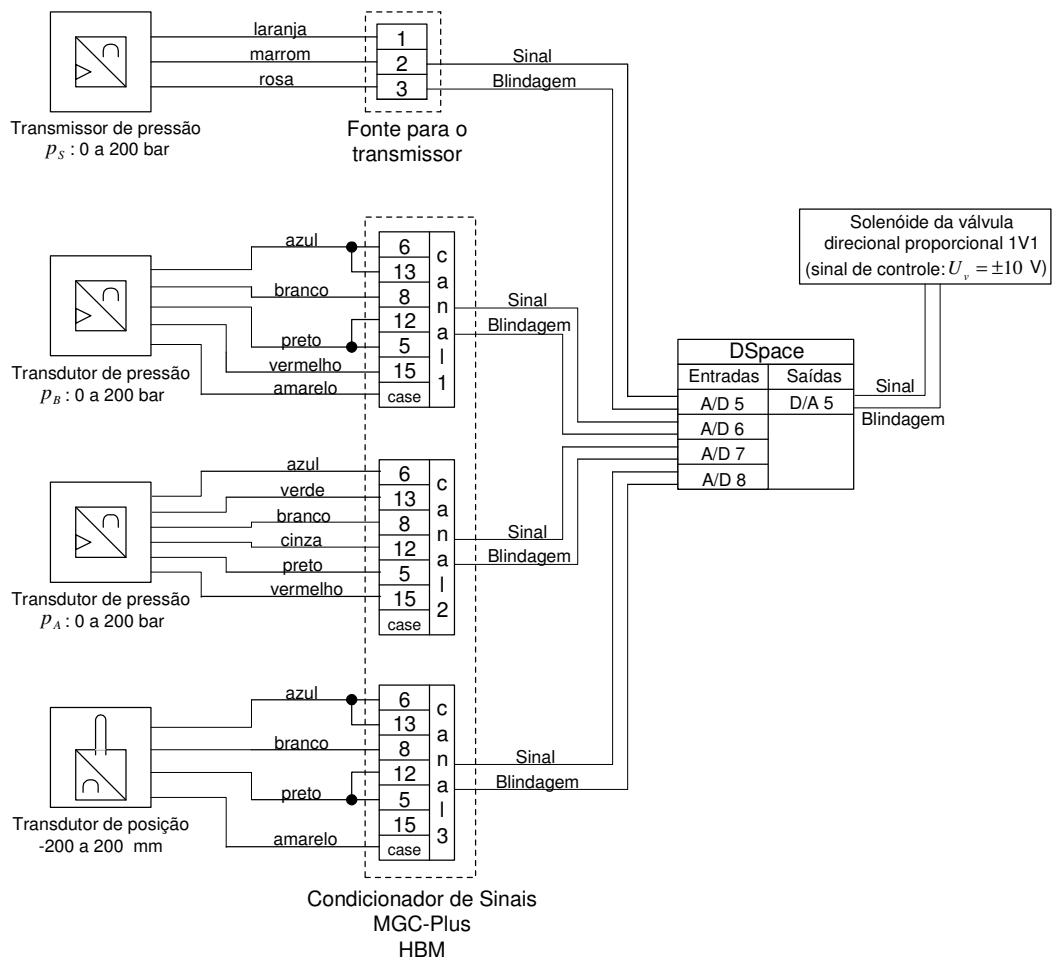 laranja
marrom
rosa
1
2
3
Sinal
Blindagem
Transmissor de pressão
p_S : 0 a 200 bar
Fonte para o
transmissor
Solenóide da válvula
direcional proporcional 1V1
(sinal de controle: U_v = ±10 V)
azul
branco
preto
vermelho
amarelo
6
13
8
12
5
15
case
canal1
Sinal
Blindagem
Transdutor de pressão
p_B : 0 a 200 bar
DSpace
Entradas
Saídas
A/D 5
D/A 5
A/D 6
A/D 7
A/D 8
Sinal
Blindagem
azul
verde
branco
cinza
preto
vermelho
6
13
8
12
5
15
case
canal2
Sinal
Blindagem
Transdutor de pressão
p_A : 0 a 200 bar
azul
branco
preto
amarelo
6
13
8
12
5
15
case
canal3
Sinal
Blindagem
Transdutor de posição
-200 a 200 mm
Condicionador de Sinais
MGC-Plus
HBM